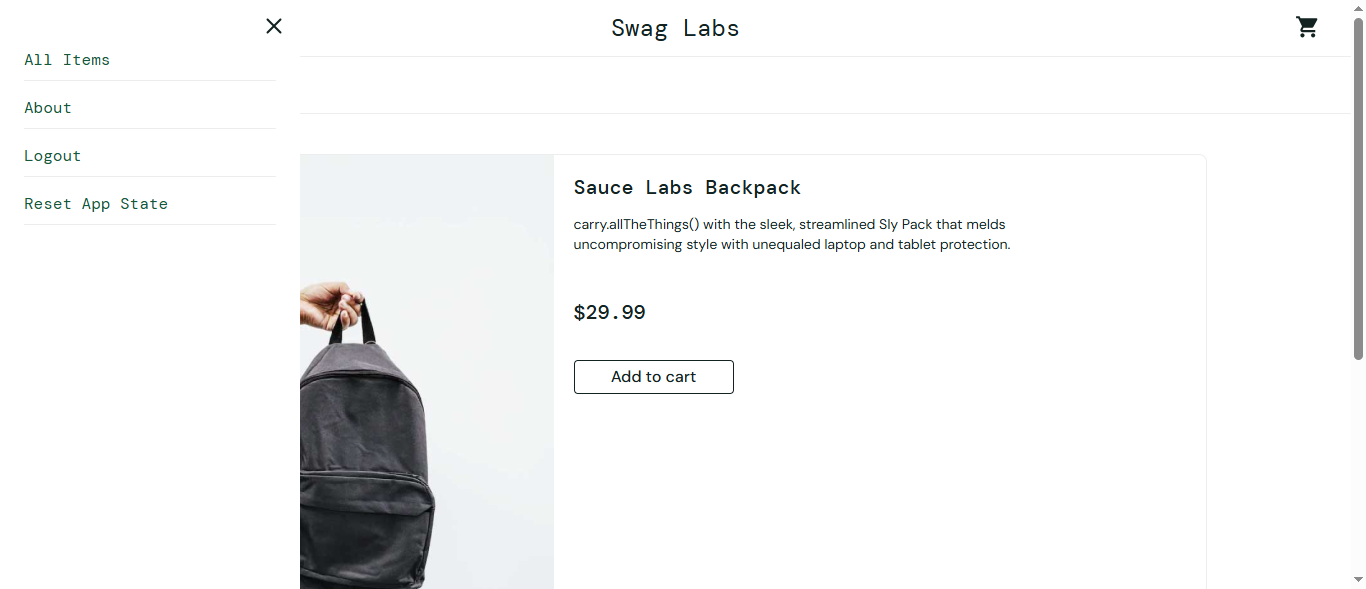 Swag Labs
All Items
About
Logout
Reset App State
Sauce Labs Backpack
carry.allTheThings() with the sleek, streamlined Sly Pack that melds
uncompromising style with unequaled laptop and tablet protection.
$29.99
Add to cart